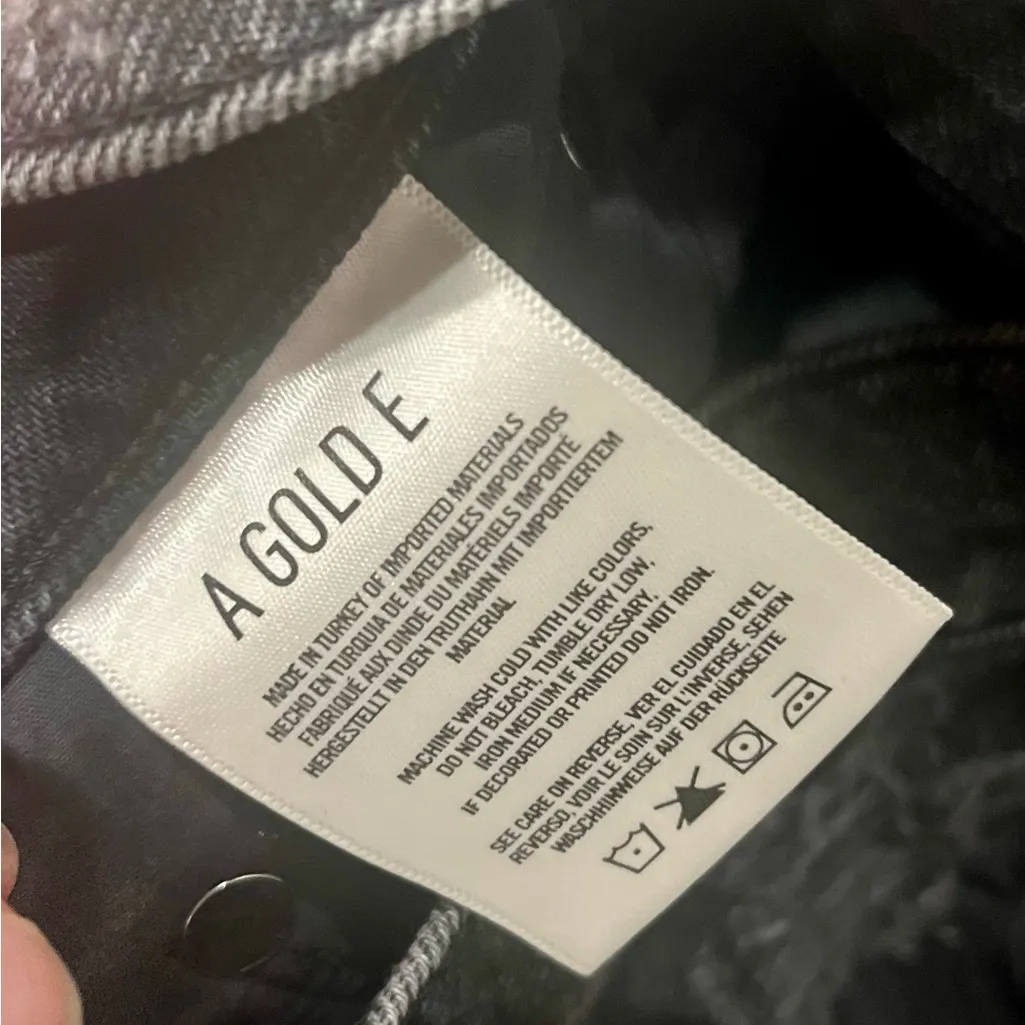 A GOLD E
MADE IN TURKEY OF IMPORTED MATERIALS
HECHO EN TURQUIA DE MATERIALES IMPORTADOS
FABRIQUÉ AUX DINDE DU MATÉRIELS IMPORTÉ
HERGESTELLT IN DEN TRUTHAHN MIT IMPORTIERTEM
MATERIAL
MACHINE WASH COLD WITH LIKE COLORS,
DO NOT BLEACH, TUMBLE DRY LOW,
IRON MEDIUM IF NECESSARY,
IF DECORATED OR PRINTED DO NOT IRON.
SEE CARE ON REVERSE, VER EL CUIDADO EN EL
REVERSO, VOIR LE SOIN SUR L'INVERSE, SEHEN
WASCHHINWEISE AUF DER RÜCKSEITE